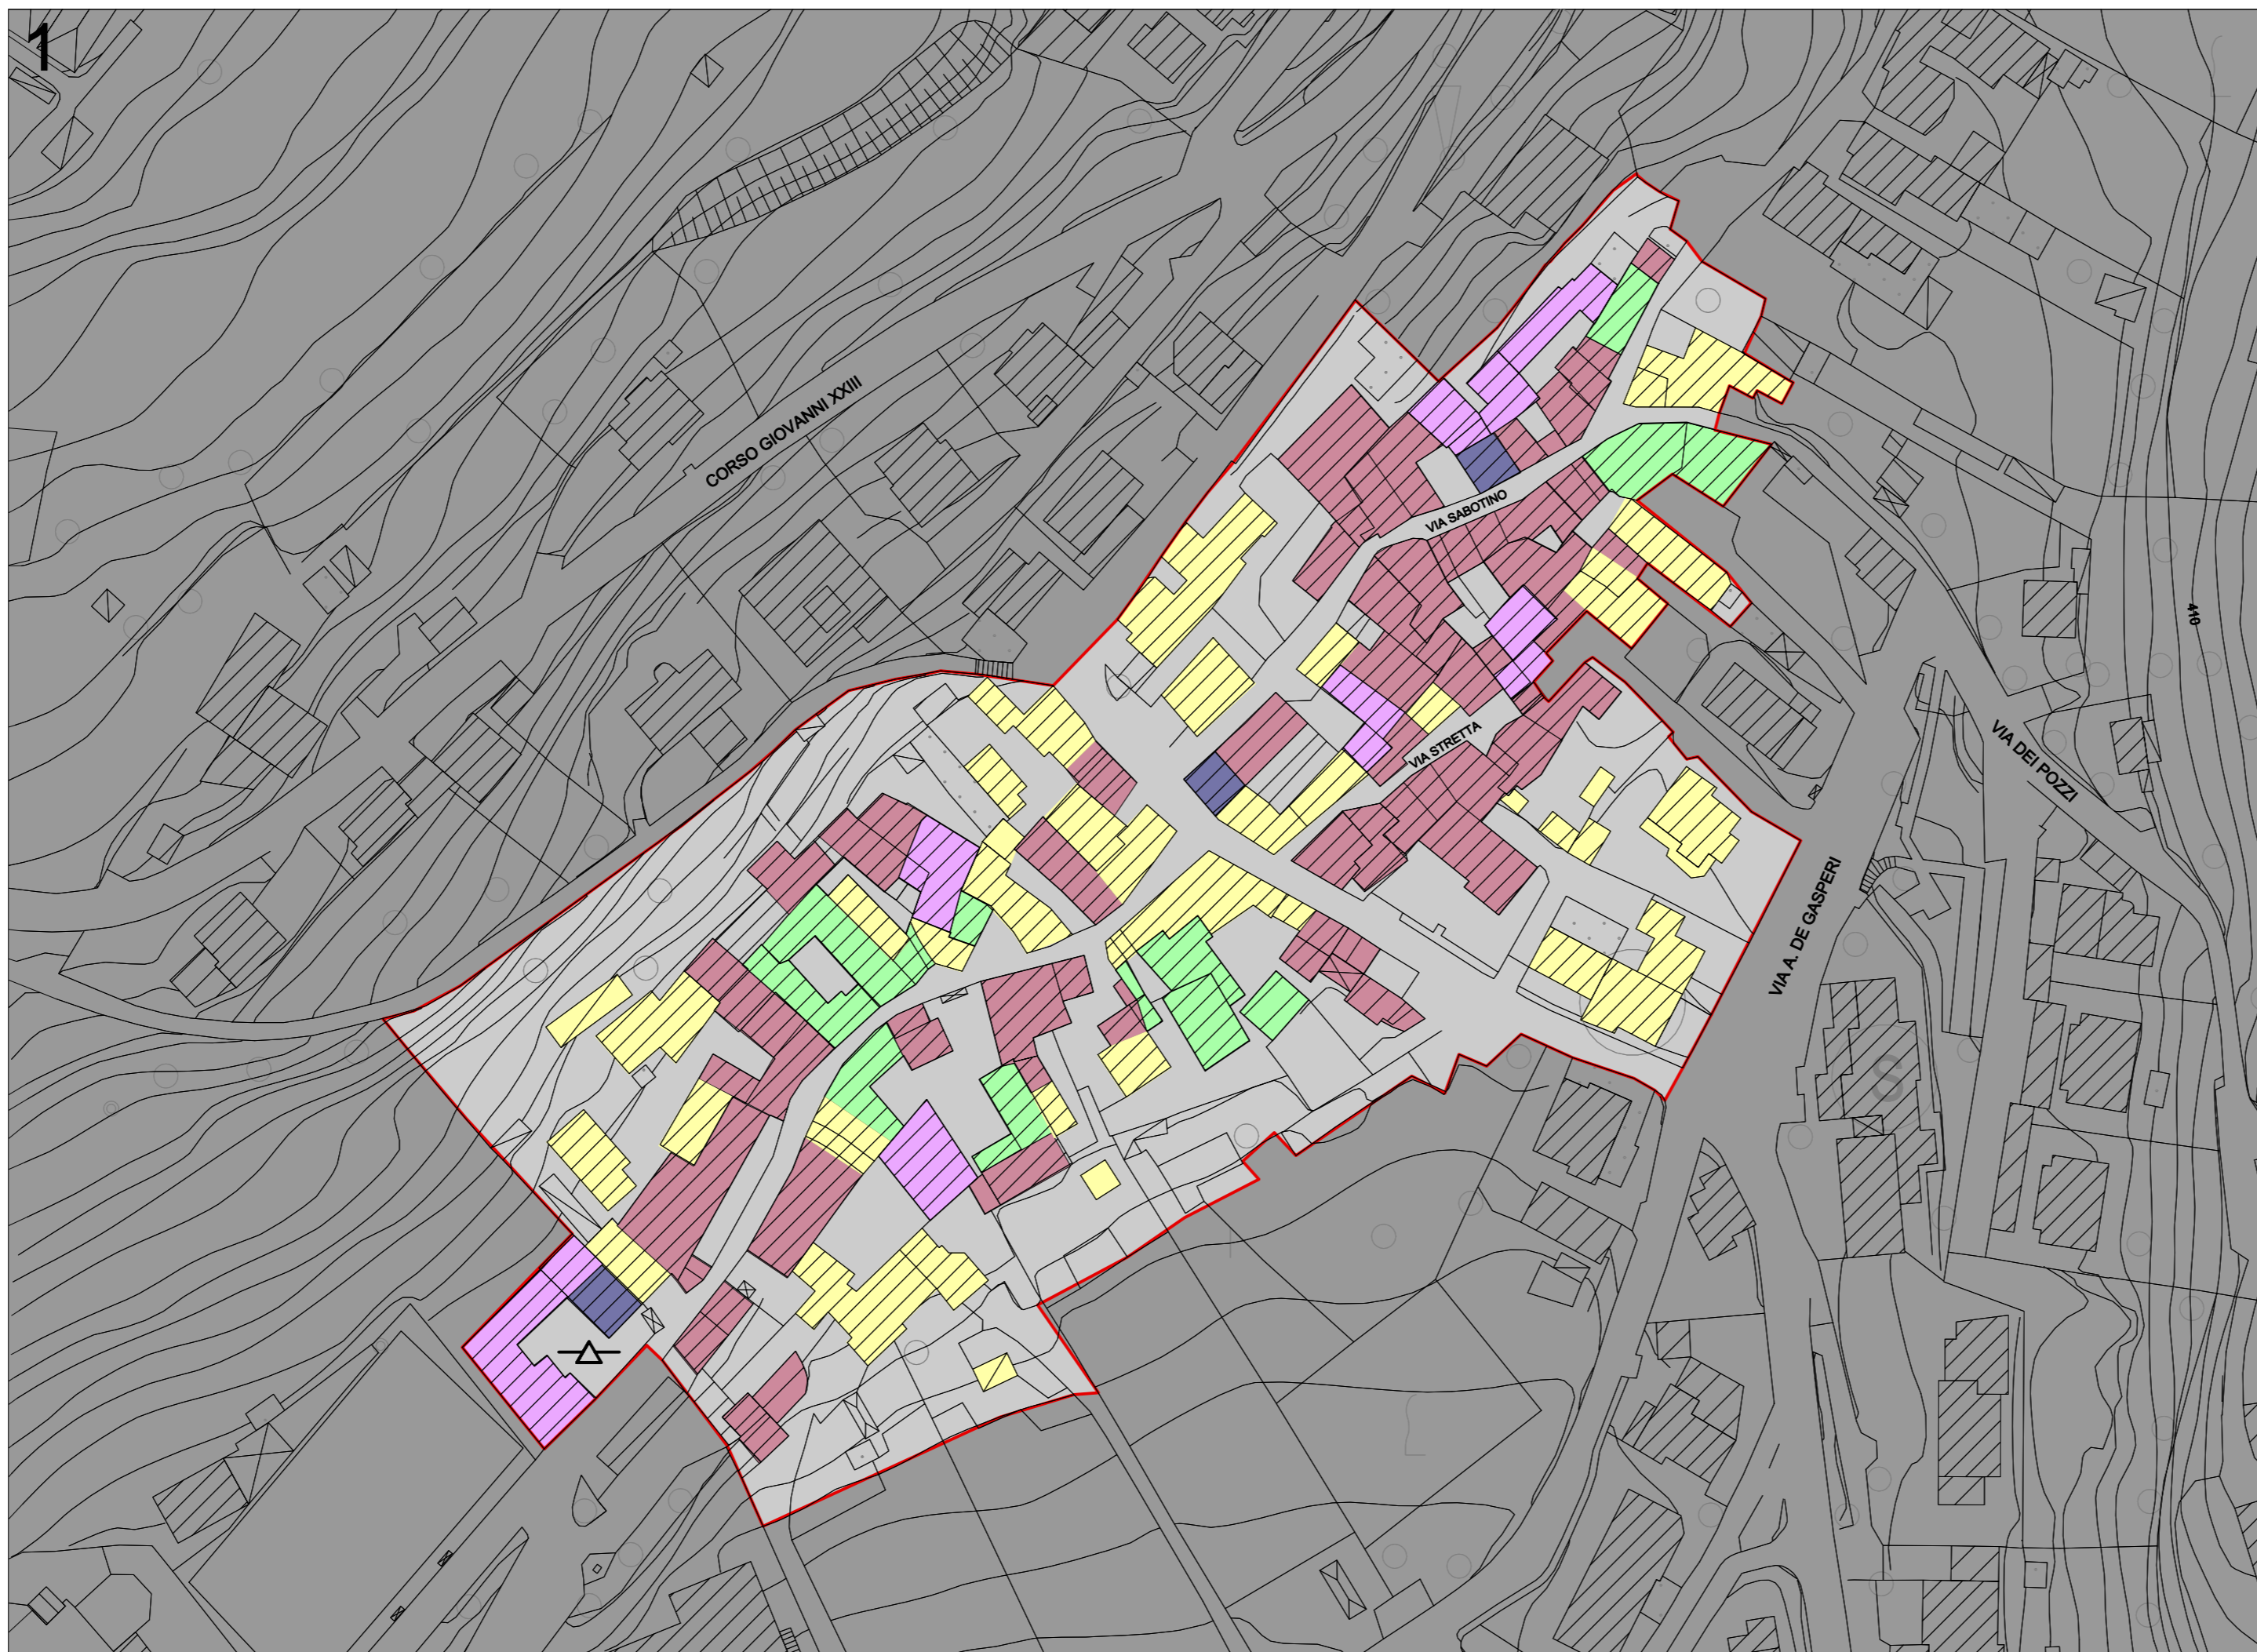 1
CORSO GIOVANNI XXIII
VIA SABOTINO
410
VIA STRETTA
VIA DEI POZZI
VIA A. DE GASPERI
S